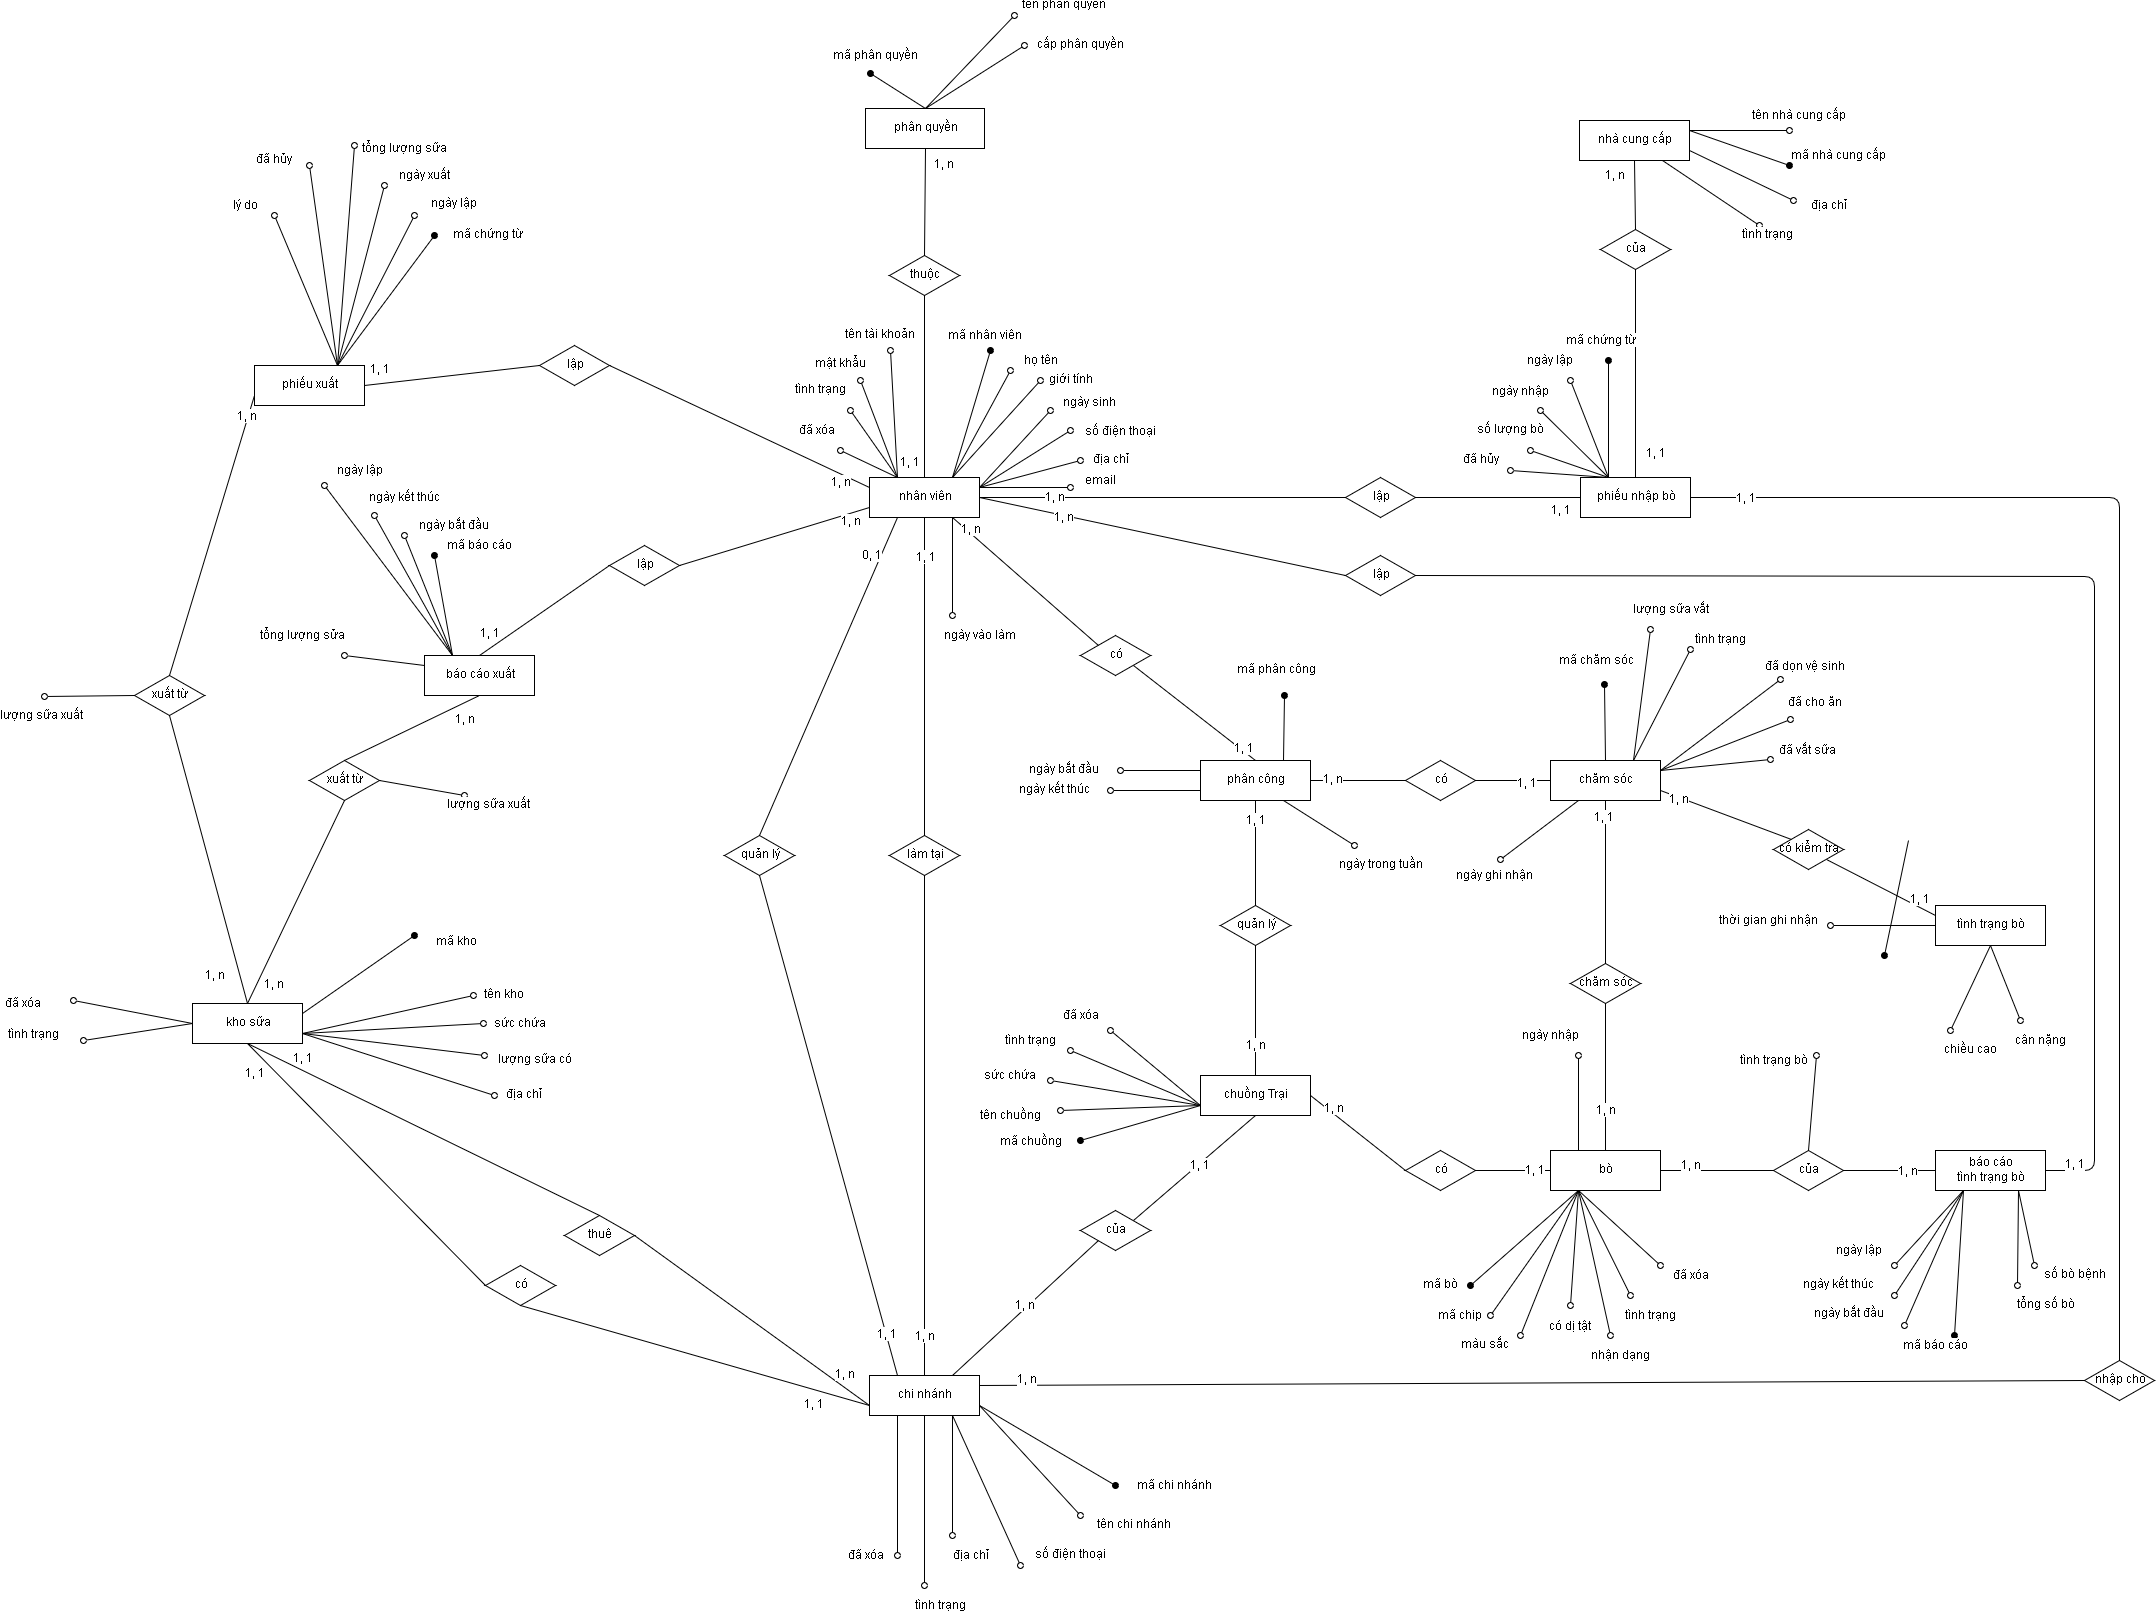 tên phân quyền
cấp phân quyền
mã phân quyền
phân quyền
1, n
thuộc
tên nhà cung cấp
nhà cung cấp
mã nhà cung cấp
1, n
địa chỉ
tình trạng
của
tổng lượng sữa
đã hủy
ngày xuất
lý do
ngày lập
mã chứng từ
phiếu xuất
1, 1
1, n
lập
tên tài khoản
mã nhân viên
mật khẩu
họ tên
tình trạng
giới tính
ngày sinh
đã xóa
số điện thoại
địa chỉ
email
1, 1
1, n
nhân viên
1, n
1, n
1, n
1, n
0, 1
1, 1
ngày vào làm
mã chứng từ
ngày lập
ngày nhập
số lượng bò
đã hủy
1, 1
lập
phiếu nhập bò
1, 1
1, 1
lập
ngày lập
ngày kết thúc
ngày bắt đầu
mã báo cáo
lập
1, 1
tổng lượng sửa
báo cáo xuất
1, n
xuất từ
lượng sữa xuất
xuất từ
lượng sữa xuất
có
mã phân công
1, 1
ngày bắt đầu
ngày kết thúc
phân công
1, n
có
1, 1
1, 1
ngày trong tuần
lượng sữa vắt
mã chăm sóc
tình trạng
đã dọn vệ sinh
đã cho ăn
đã vắt sữa
chăm sóc
1, n
1, 1
ngày ghi nhận
có kiểm tra
1, 1
thời gian ghi nhận
tình trạng bò
chiều cao
cân nặng
quản lý
làm tại
quản lý
chăm sóc
1, n
1, n
mã kho
đã xóa
tên kho
tình trạng
kho sữa
sức chứa
lượng sữa có
địa chỉ
1, 1
1, 1
đã xóa
tình trạng
sức chứa
tên chuồng
mã chuồng
1, n
chuồng Trại
1, n
1, 1
có
1, 1
ngày nhập
1, n
bò
1, n
tình trạng bò
của
1, n
báo cáo
tình trạng bò
1, 1
mã bò
mã chip
màu sắc
có dị tật
nhận dạng
tình trạng
đã xóa
ngày lập
ngày kết thúc
ngày bắt đầu
mã báo cáo
số bò bệnh
tổng số bò
thuê
có
của
1, n
1, 1
1, n
1, n
1, 1
chi nhánh
1, n
nhập cho
mã chi nhánh
tên chi nhánh
đã xóa
địa chỉ
số điện thoại
tình trạng